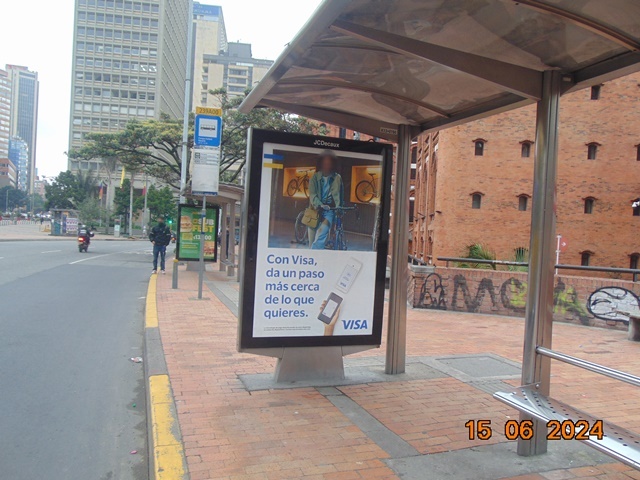 JCDecaux
Con Visa,
da un paso
más cerca
de lo que
quieres.
VISA
15 06 2024